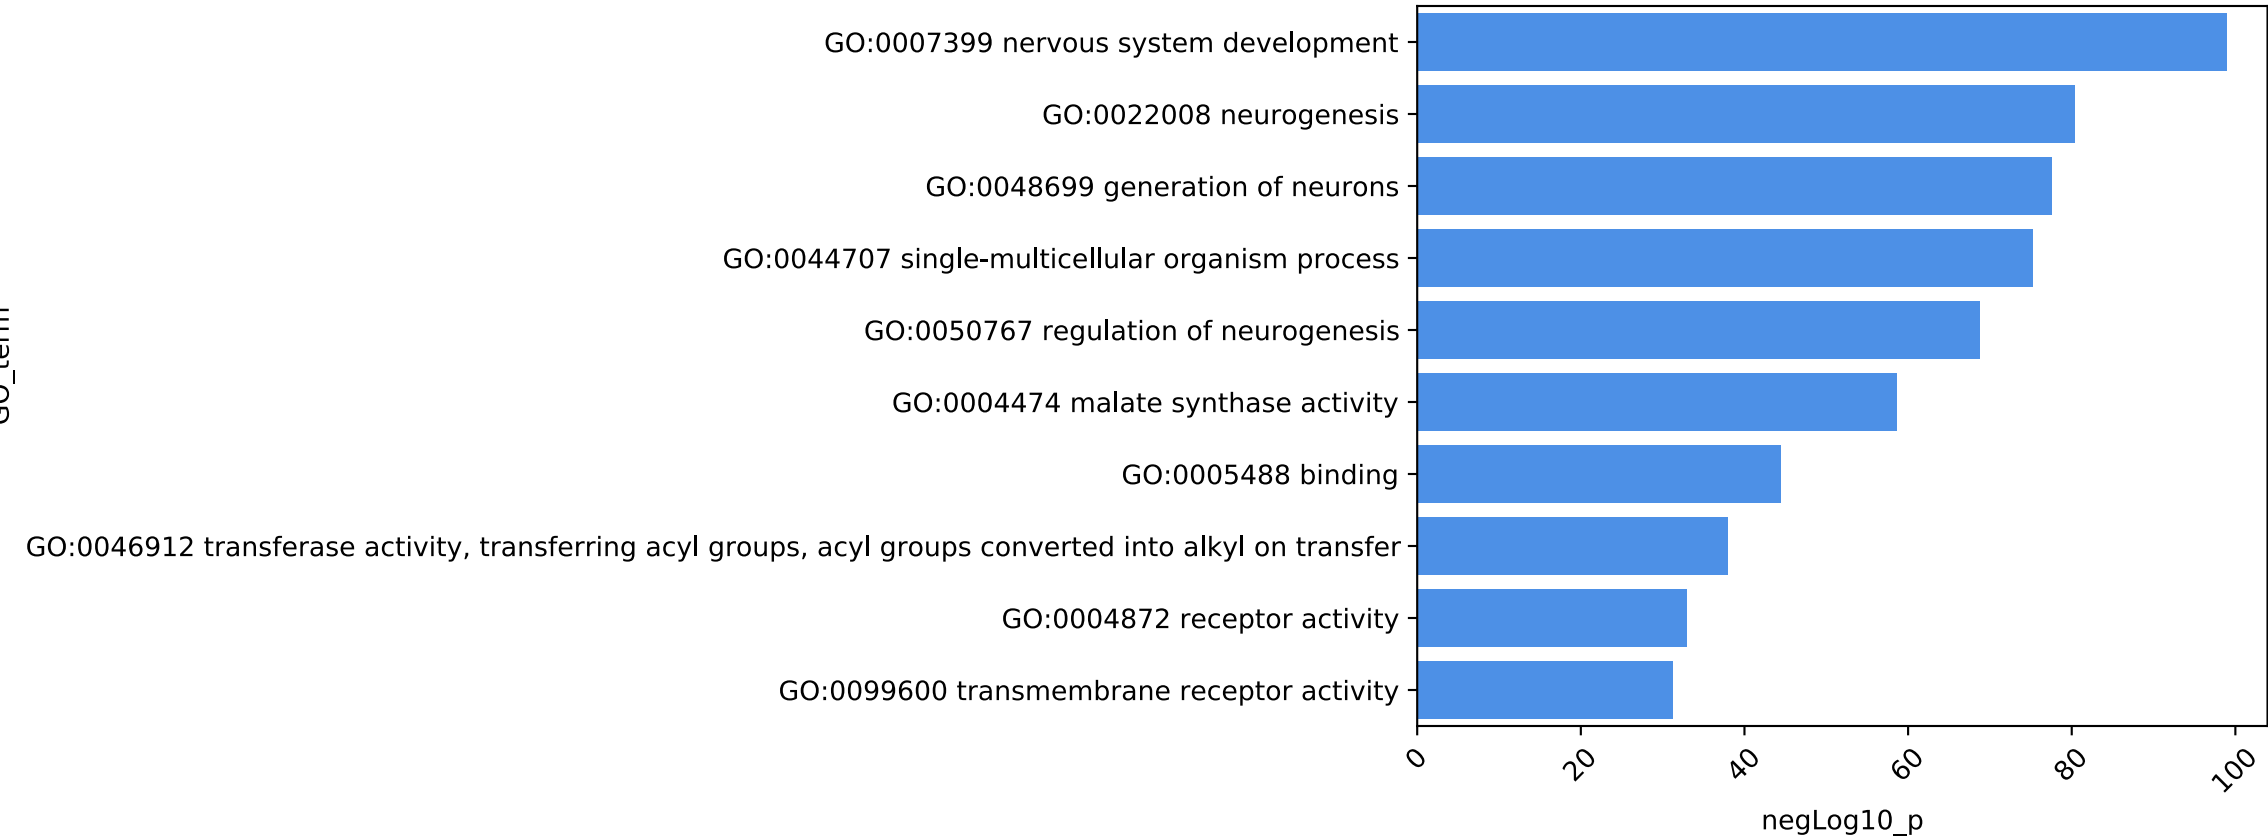 GO:0007399 nervous system development
GO:0022008 neurogenesis
GO:0048699 generation of neurons
GO:0044707 single-multicellular organism process
GO:0050767 regulation of neurogenesis
GO:0004474 malate synthase activity
GO:0005488 binding
GO:0046912 transferase activity, transferring acyl groups, acyl groups converted into alkyl on transfer
GO:0004872 receptor activity
GO:0099600 transmembrane receptor activity
GO_term
0 20 40 60 80 100
negLog10_p